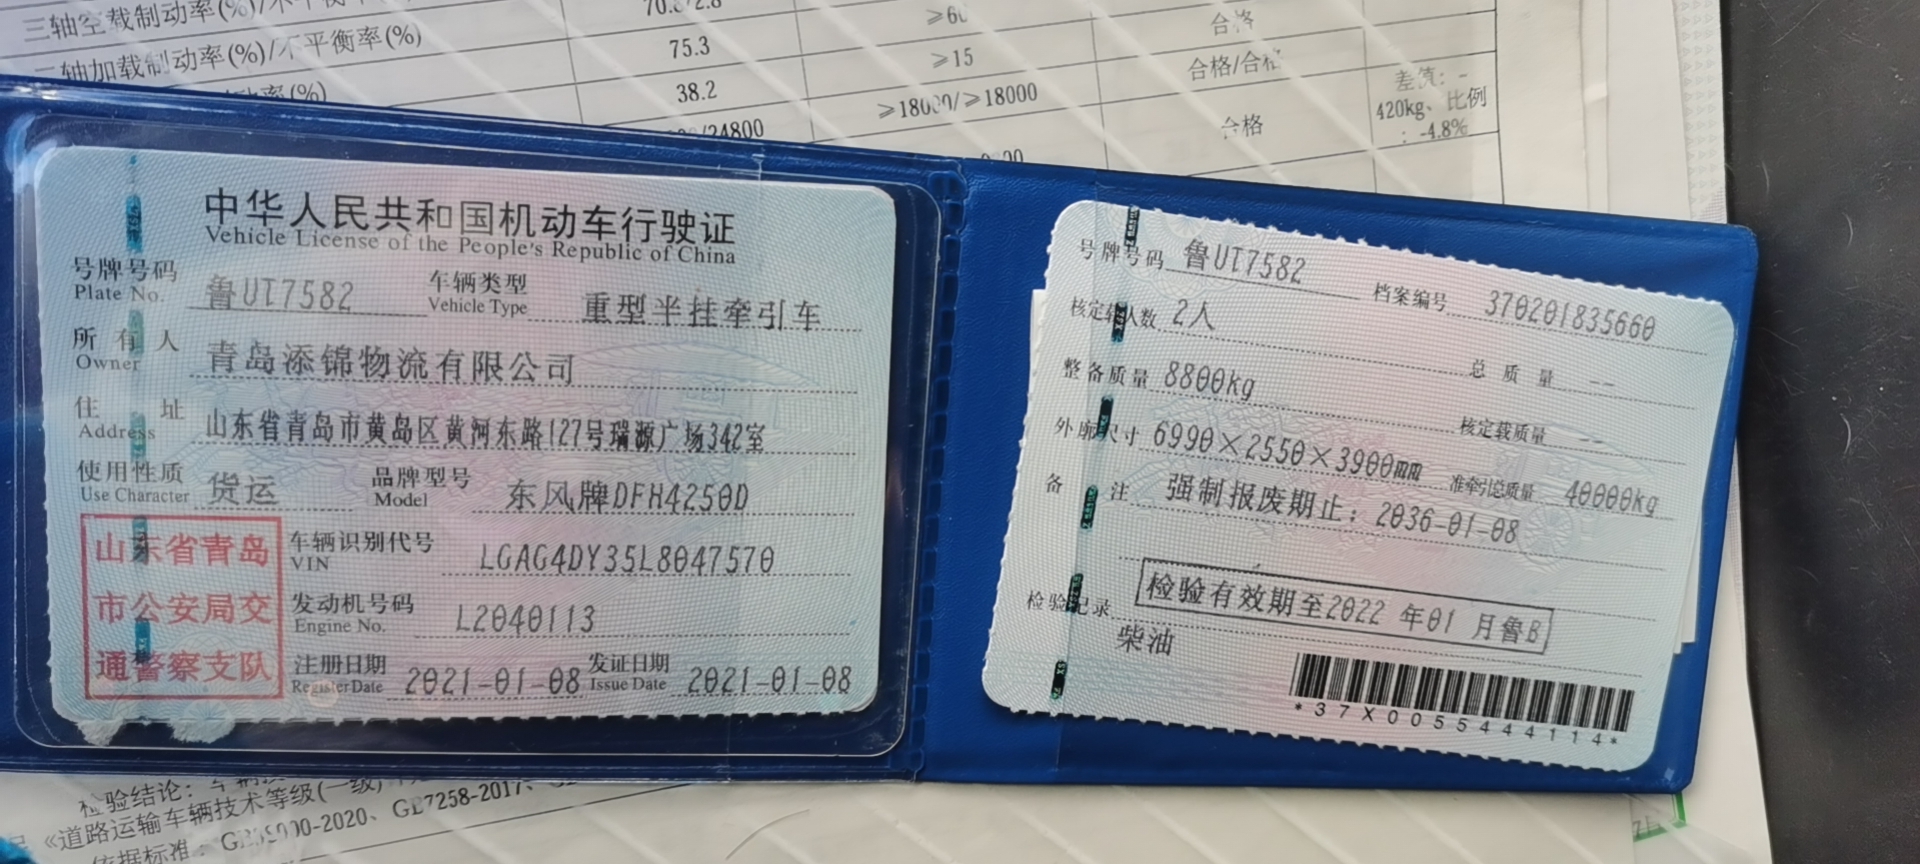 三轴空载制动率(%)/不平衡率(%)
≥60
合格
轴加载制动率(%)/不平衡率(%)
75.3
≥15
合格/合格
(%)
38.2
≥18000/≥18000
合格
差值：-
420kg、比例
：-4.8%
/24800
中华人民共和国机动车行驶证
Vehicle License of the People's Republic of China
号牌号码 鲁UT7582 车辆类型 重型半挂牵引车
Plate No. Vehicle Type
所有人 青岛添锦物流有限公司
Owner
住址 山东省青岛市黄岛区黄河东路127号瑞源广场342室
Address
使用性质 货运 品牌型号 东风牌DFH4250D
Use Character Model
山东省青岛
市公安局交
通警察支队
车辆识别代号 LGAG4DY35L8047570
VIN
发动机号码 L2040113
Engine No.
注册日期 2021-01-08 发证日期 2021-01-08
Register Date Issue Date
号牌号码 鲁UT7582 档案编号 370201835660
核定载人数 2人 总质量 --
整备质量 8800kg 核定载质量 --
外廓尺寸 6990×2550×3900mm 准牵引总质量 40000kg
备注 强制报废期止：2036-01-08
检验记录 检验有效期至2022年01月鲁B
柴油
*37X0055444114*
检验结论：
《道路运输车辆技术等级(一级)
依据标准：
GB7258-2017、